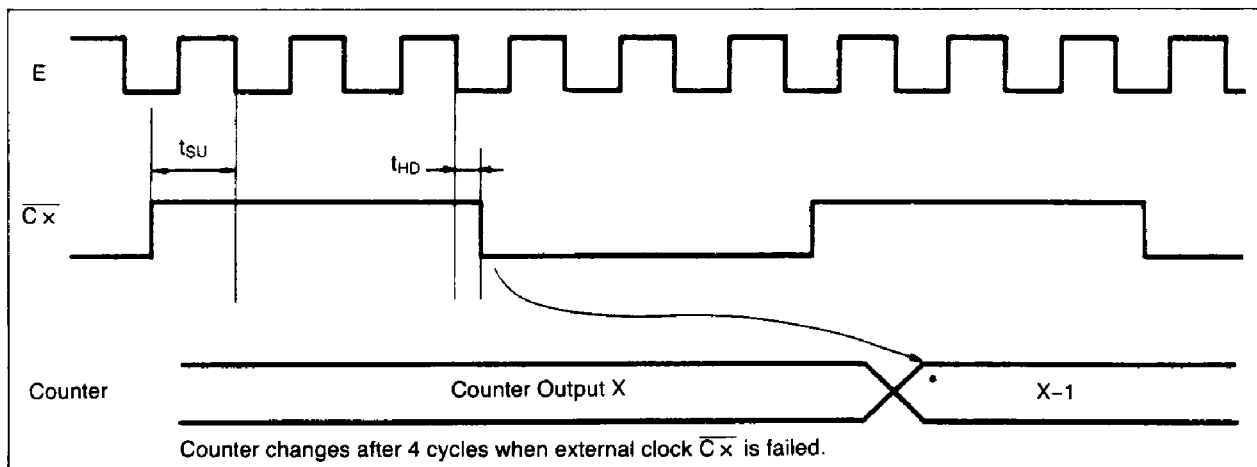 E
tSU
tHD
C̅x̅
Counter
Counter Output X
X–1
Counter changes after 4 cycles when external clock C̅x̅ is failed.